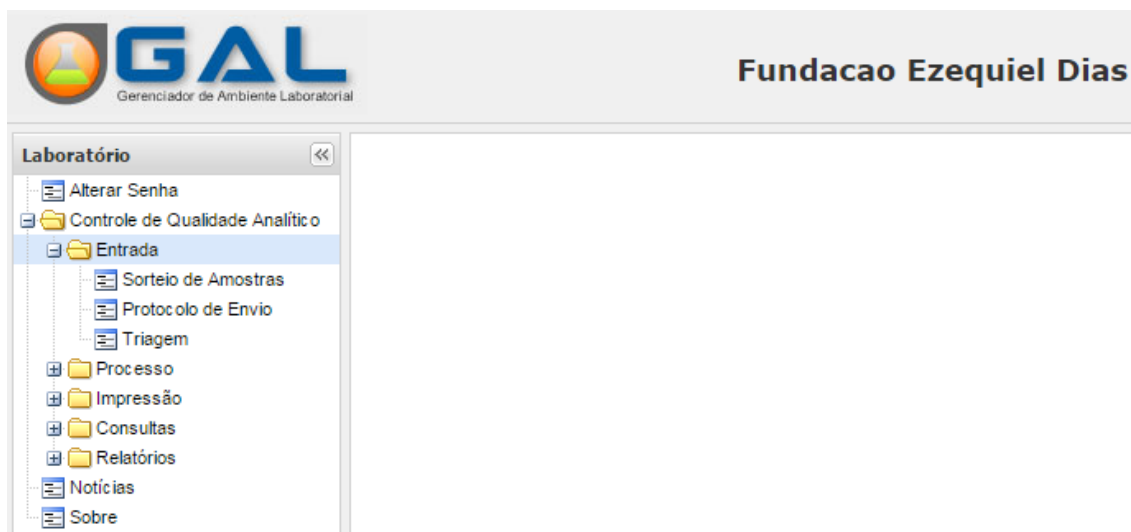 GAL
Gerenciador de Ambiente Laboratorial
Fundacao Ezequiel Dias
Laboratório
Alterar Senha
Controle de Qualidade Analítico
Entrada
Sorteio de Amostras
Protocolo de Envio
Triagem
Processo
Impressão
Consultas
Relatórios
Notícias
Sobre